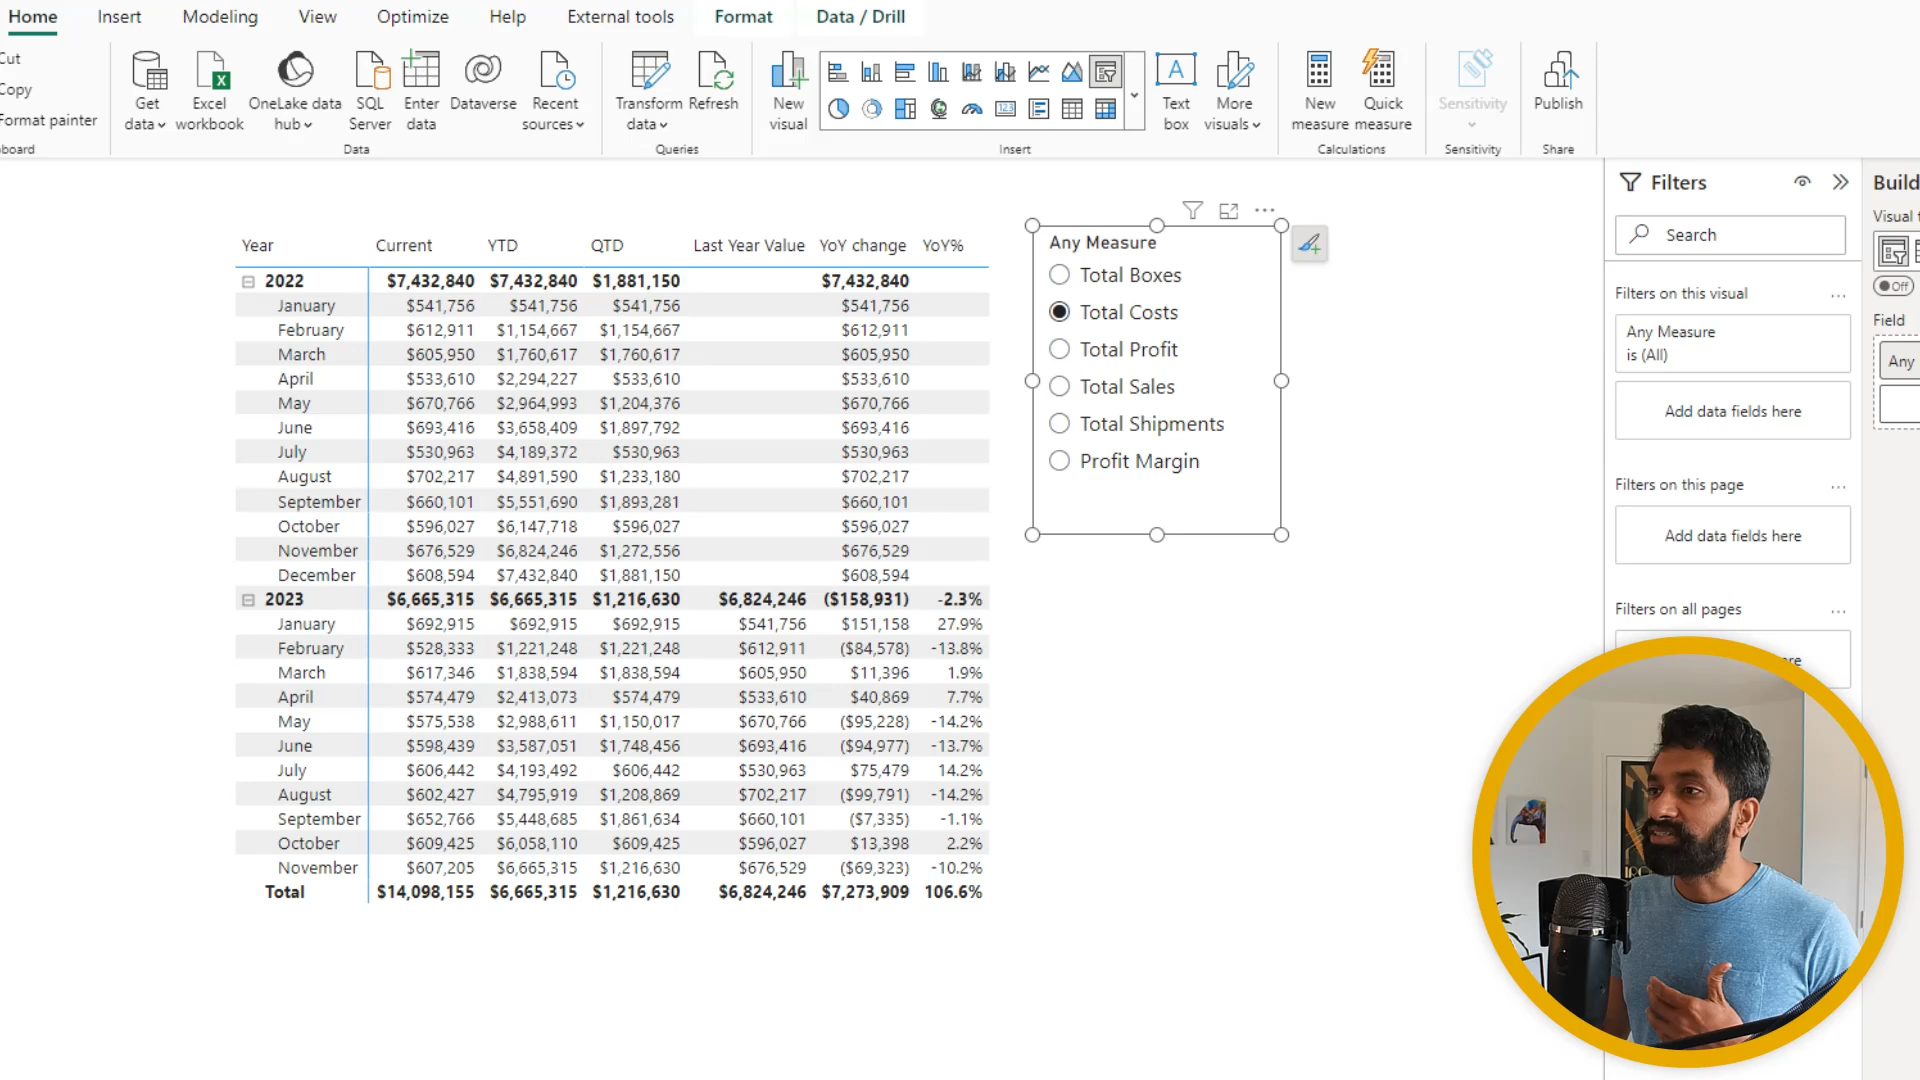 Home Insert Modeling View Optimize Help External tools Format Data / Drill
Cut
Copy
Format painter
board
Get data
Excel workbook
OneLake data hub
SQL Server
Enter data
Dataverse
Recent sources
Data
Transform data
Refresh
Queries
New visual
123
A
Text box
More visuals
Insert
New measure
Quick measure
Calculations
Sensitivity
Sensitivity
Publish
Share
Year Current YTD QTD Last Year Value YoY change YoY%
2022 $7,432,840 $7,432,840 $1,881,150 $7,432,840
January $541,756 $541,756 $541,756 $541,756
February $612,911 $1,154,667 $1,154,667 $612,911
March $605,950 $1,760,617 $1,760,617 $605,950
April $533,610 $2,294,227 $533,610 $533,610
May $670,766 $2,964,993 $1,204,376 $670,766
June $693,416 $3,658,409 $1,897,792 $693,416
July $530,963 $4,189,372 $530,963 $530,963
August $702,217 $4,891,590 $1,233,180 $702,217
September $660,101 $5,551,690 $1,893,281 $660,101
October $596,027 $6,147,718 $596,027 $596,027
November $676,529 $6,824,246 $1,272,556 $676,529
December $608,594 $7,432,840 $1,881,150 $608,594
2023 $6,665,315 $6,665,315 $1,216,630 $6,824,246 ($158,931) -2.3%
January $692,915 $692,915 $692,915 $541,756 $151,158 27.9%
February $528,333 $1,221,248 $1,221,248 $612,911 ($84,578) -13.8%
March $617,346 $1,838,594 $1,838,594 $605,950 $11,396 1.9%
April $574,479 $2,413,073 $574,479 $533,610 $40,869 7.7%
May $575,538 $2,988,611 $1,150,017 $670,766 ($95,228) -14.2%
June $598,439 $3,587,051 $1,748,456 $693,416 ($94,977) -13.7%
July $606,442 $4,193,492 $606,442 $530,963 $75,479 14.2%
August $602,427 $4,795,919 $1,208,869 $702,217 ($99,791) -14.2%
September $652,766 $5,448,685 $1,861,634 $660,101 ($7,335) -1.1%
October $609,425 $6,058,110 $609,425 $596,027 $13,398 2.2%
November $607,205 $6,665,315 $1,216,630 $676,529 ($69,323) -10.2%
Total $14,098,155 $6,665,315 $1,216,630 $6,824,246 $7,273,909 106.6%
Any Measure
Total Boxes
Total Costs
Total Profit
Total Sales
Total Shipments
Profit Margin
Filters
Search
Filters on this visual ...
Any Measure
is (All)
Add data fields here
Filters on this page ...
Add data fields here
Filters on all pages ...
re
Build
Visual t
Off
Field
Any